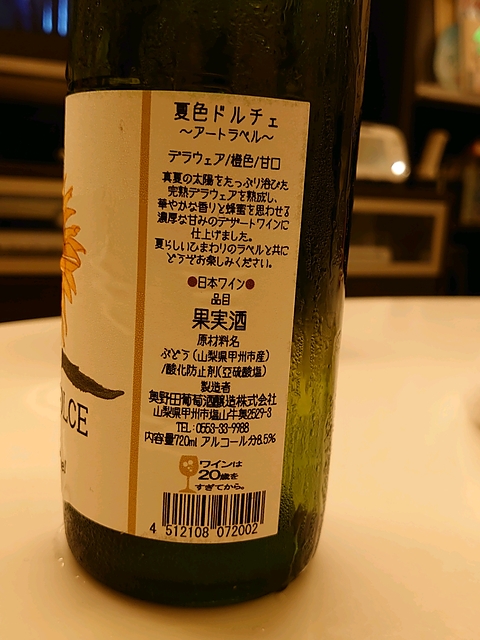 夏色ドルチェ
～アートラベル～
デラウェア/橙色/甘口
真夏の太陽をたっぷり浴びた
完熟デラウェアを熟成し、
華やかな香りと蜂蜜を思わせる
濃厚な甘みのデザートワインに
仕上げました。
夏らしいひまわりのラベルと共に
どうぞお楽しみください。
●日本ワイン●
品目
果実酒
原材料名
ぶどう(山梨県甲州市産)
/酸化防止剤(亞硫酸塩)
製造者
奥野田葡萄酒醸造株式会社
山梨県甲州市塩山牛奥2529-3
TEL:0553-33-9988
内容量720ml アルコール分8.5%
ワインは
20歳を
すぎてから。
4 512108 072002
LCE